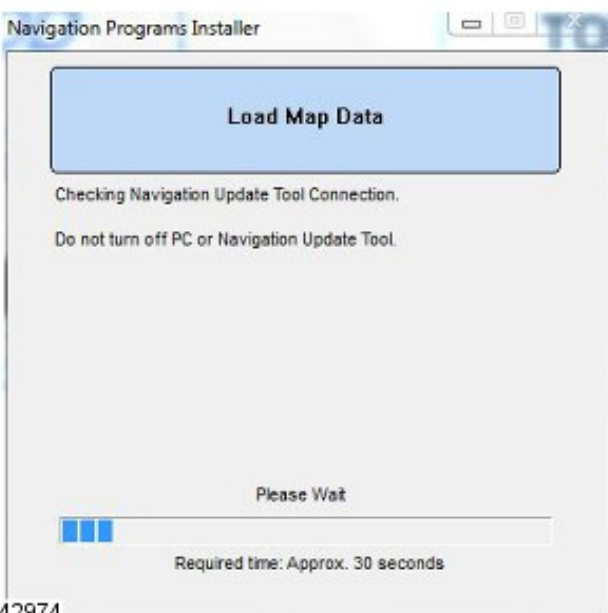 Navigation Programs Installer
Load Map Data
Checking Navigation Update Tool Connection.
Do not turn off PC or Navigation Update Tool.
Please Wait
Required time: Approx. 30 seconds
42974